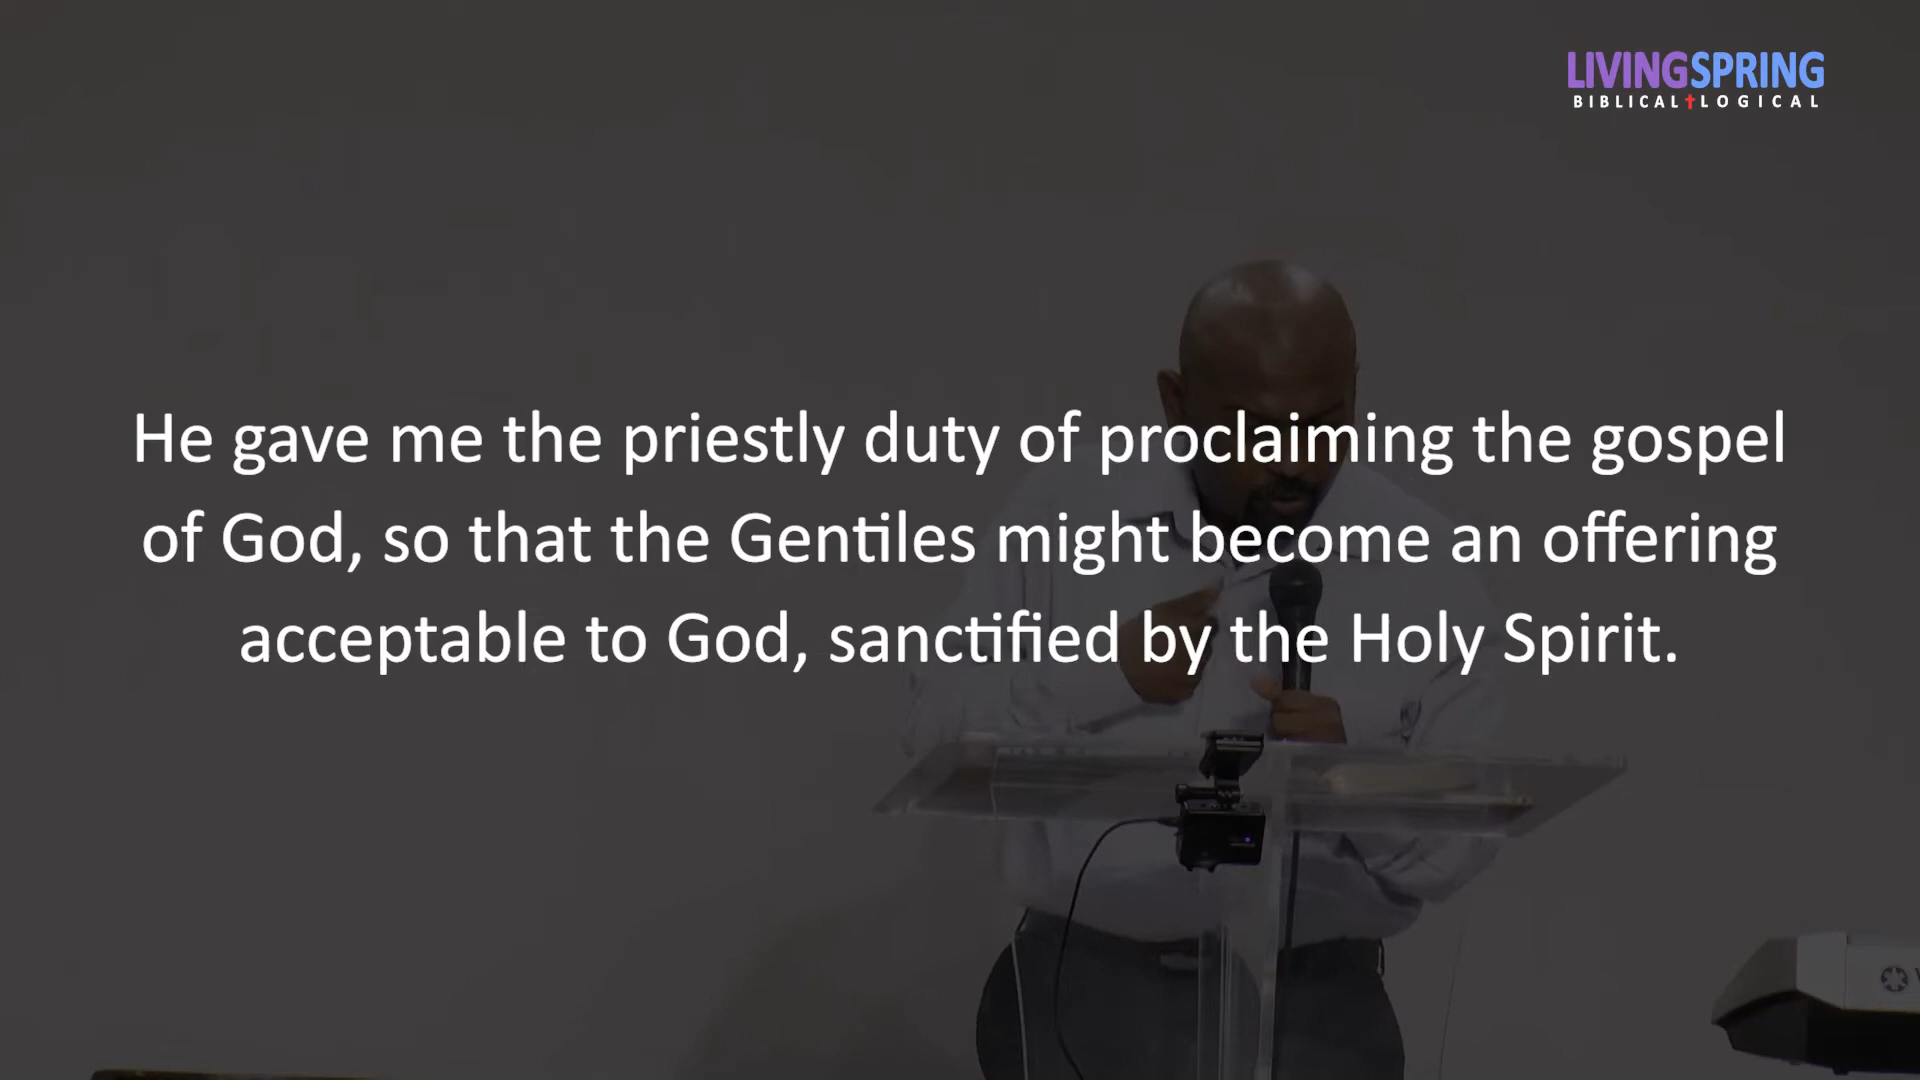 LIVINGSPRING
BIBLICAL✝LOGICAL
He gave me the priestly duty of proclaiming the gospel
of God, so that the Gentiles might become an offering
acceptable to God, sanctified by the Holy Spirit.